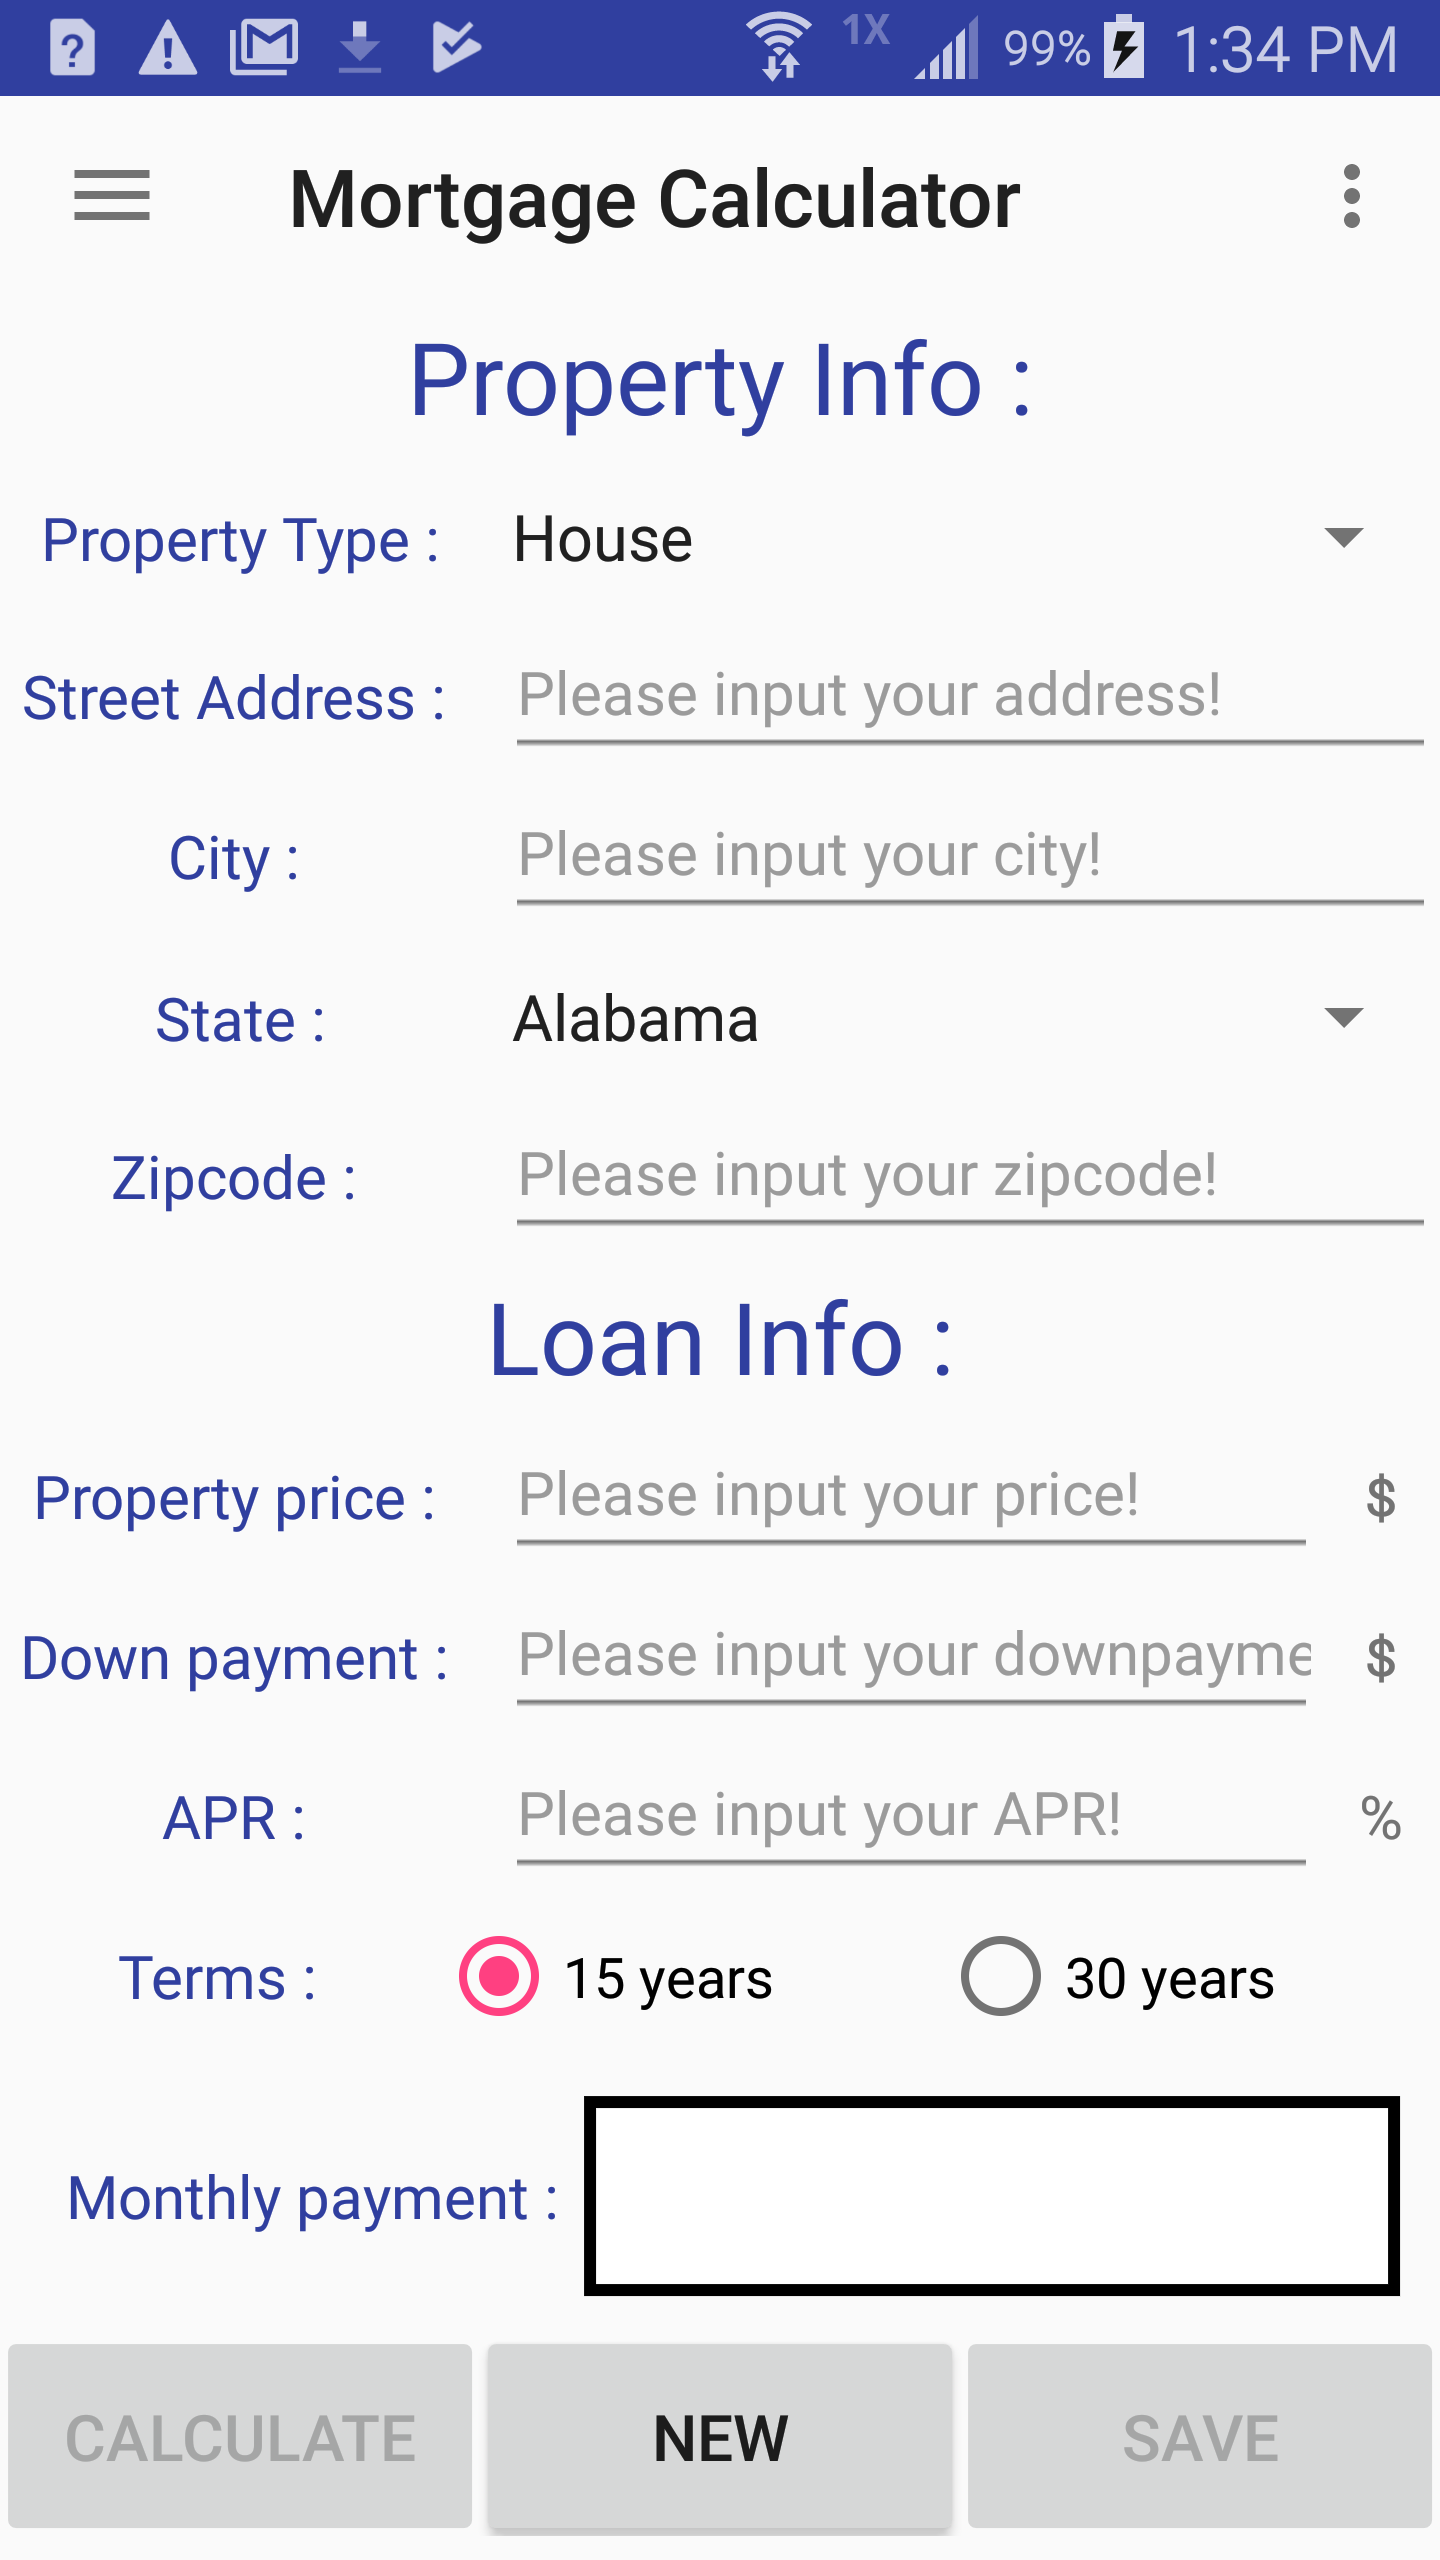 1X 99% 1:34 PM
Mortgage Calculator
Property Info :
Property Type : House
Street Address : Please input your address!
City : Please input your city!
State : Alabama
Zipcode : Please input your zipcode!
Loan Info :
Property price : Please input your price! $
Down payment : Please input your downpayme $
APR : Please input your APR! %
Terms : 15 years 30 years
Monthly payment :
CALCULATE NEW SAVE